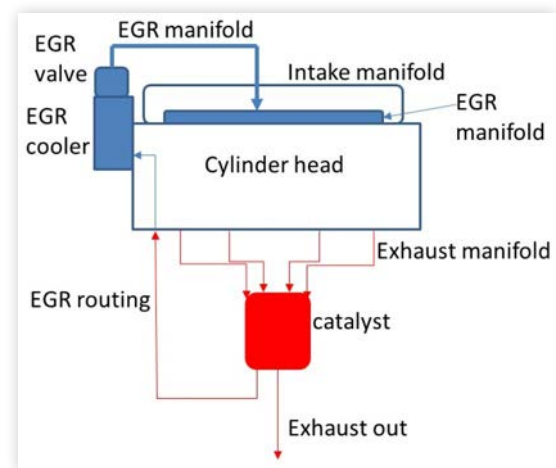 EGR manifold
EGR
valve
Intake manifold
EGR
manifold
EGR
cooler
Cylinder head
Exhaust manifold
EGR routing
catalyst
Exhaust out